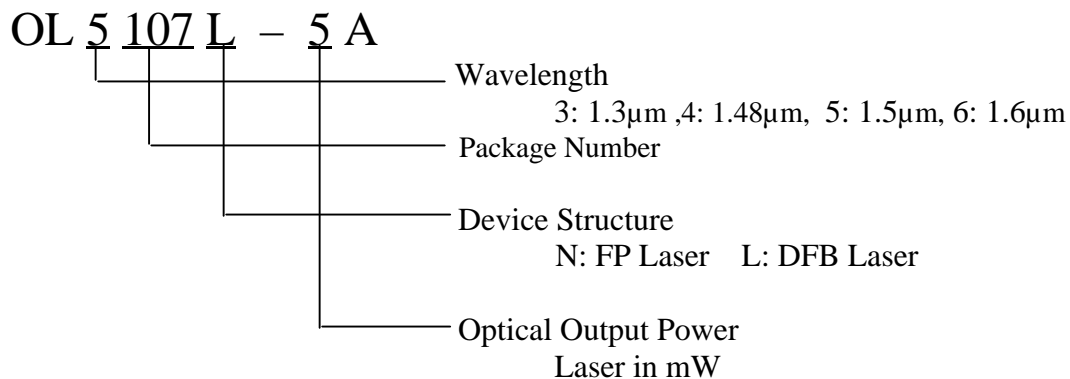 OL 5 107 L – 5 A
Wavelength
3: 1.3µm ,4: 1.48µm, 5: 1.5µm, 6: 1.6µm
Package Number
Device Structure
N: FP Laser L: DFB Laser
Optical Output Power
Laser in mW